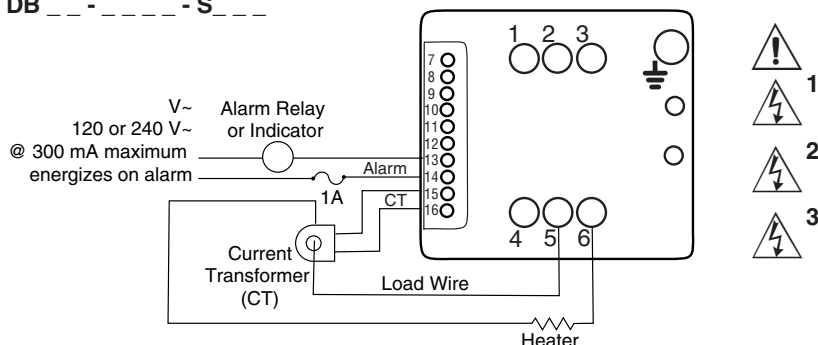 DB _ _ - _ _ _ _ - S_ _ _
1 2 3
7
8
9
10
11
12
13
14
15
16
V~
120 or 240 V~
@ 300 mA maximum
energizes on alarm
Alarm Relay
or Indicator
Alarm
1A
CT
4 5 6
Current
Transformer
(CT)
Load Wire
Heater
1
2
3